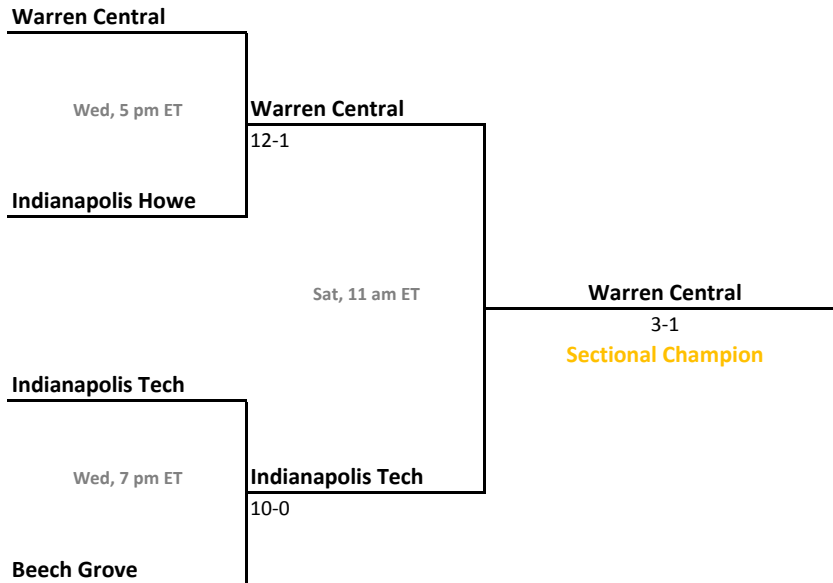 Warren Central
Wed, 5 pm ET
Warren Central
12-1
Indianapolis Howe
Sat, 11 am ET
Warren Central
3-1
Sectional Champion
Indianapolis Tech
Wed, 7 pm ET
Indianapolis Tech
10-0
Beech Grove